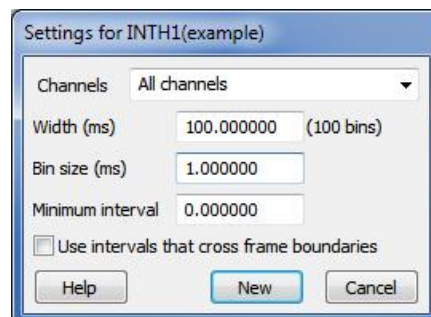 Settings for INTH1(example)
Channels All channels
Width (ms) 100.000000 (100 bins)
Bin size (ms) 1.000000
Minimum interval 0.000000
Use intervals that cross frame boundaries
Help New Cancel